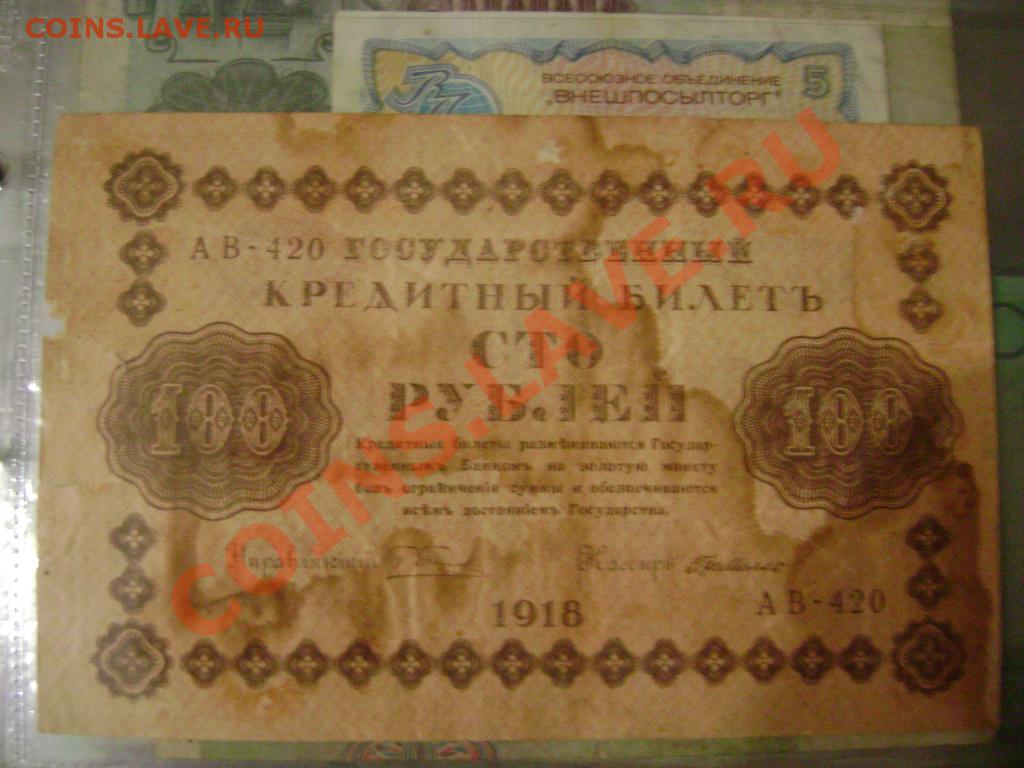 COINS.LAVE.RU
ВСЕСОЮЗНОЕ ОБЪЕДИНЕНИЕ
"ВНЕШПОСЫЛТОРГ"
5
АВ-420 ГОСУДАРСТВЕННЫЙ
КРЕДИТНЫЙ БИЛЕТЪ
СТО
РУБЛЕЙ
100
100
Кредитные билеты размѣниваются Государ-
ственнымъ Банкомъ на золотую монету
безъ ограниченія суммы и обезпечиваются
всѣмъ достояніемъ Государства.
Управляющій
Кассиръ
1918
АВ-420
COINS.LAVE.RU